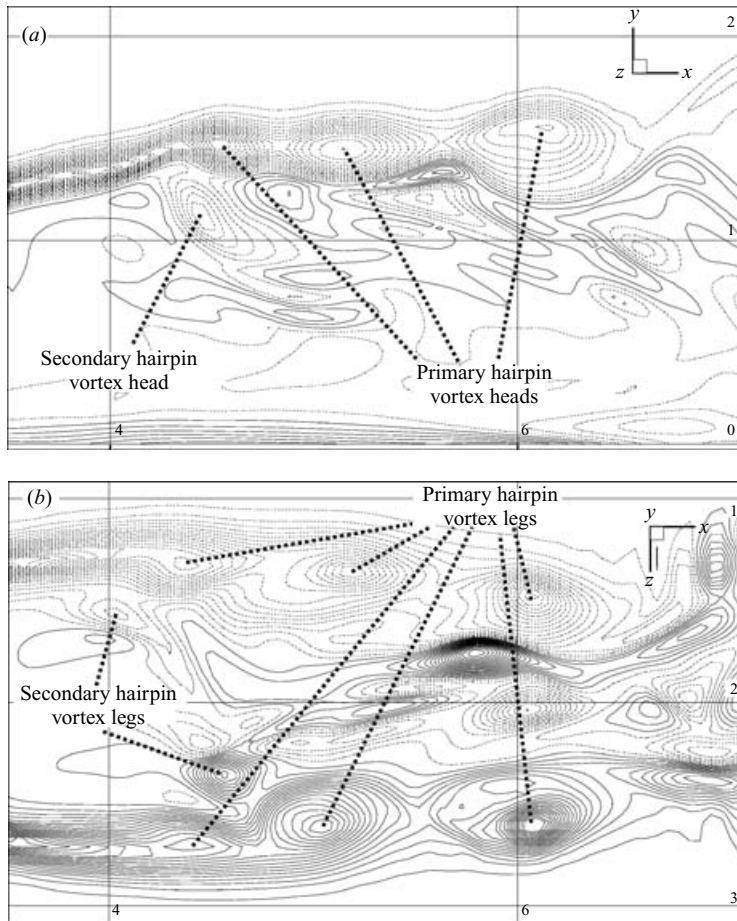 (a)
2
y
z
x
1
Secondary hairpin
vortex head
Primary hairpin
vortex heads
4
6
0
(b)
Primary hairpin
vortex legs
1
y
x
z
Secondary hairpin
vortex legs
2
4
6
3